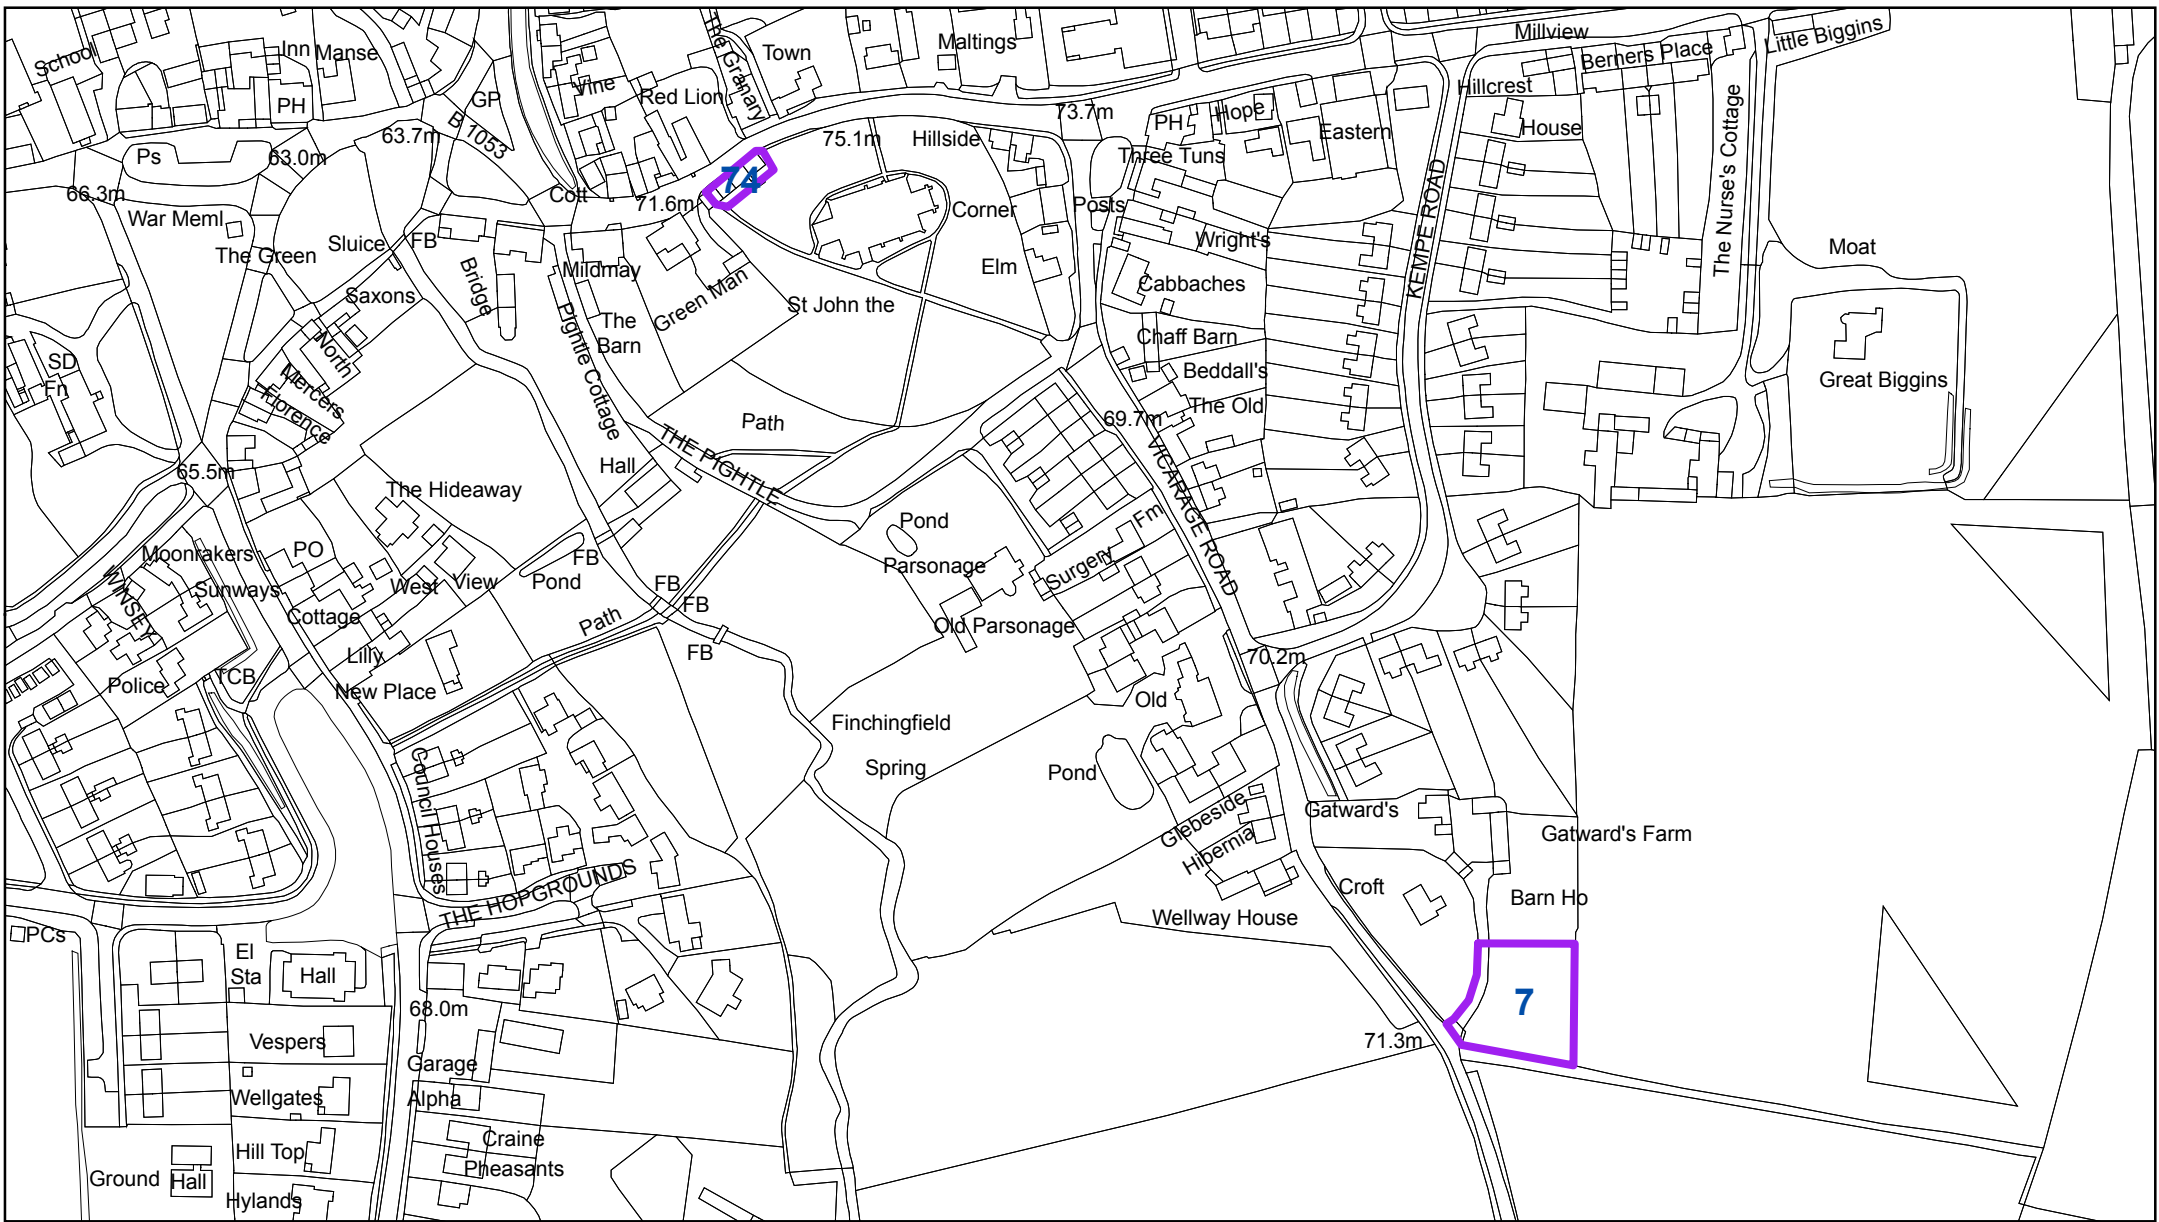 School
Inn
Manse
PH
GP
B 1053
Vine
Red Lion
The Granary
Town
Maltings
Millview
Berners Place
Little Biggins
Hillcrest
House
The Nurse's Cottage
Ps
63.0m
63.7m
66.3m
War Meml
The Green
Sluice
FB
Cott
71.6m
74
75.1m
Hillside
73.7m
PH
Hope
Eastern
Three Tuns
Posts
Corner
Wright's
Elm
Cabbaches
KEMPE ROAD
Moat
Saxons
Bridge
Mildmay
Green Man
The
Barn
Pightle Cottage
St John the
North
Mercers
Florence
SD
Fn
Chaff Barn
Beddall's
The Old
69.7m
Great Biggins
Path
THE PIGHTLE
Hall
VICARAGE ROAD
65.5m
The Hideaway
Moonrakers
PO
WINSEY
Sunways
Cottage
West
View
Pond
FB
FB
FB
FB
Path
Lilly
New Place
Police
TCB
Pond
Parsonage
Old Parsonage
Surgery
Fm
70.2m
Old
Finchingfield
Spring
Pond
Council Houses
THE HOPGROUNDS
Glebeside
Hibernia
Gatward's
Gatward's Farm
Croft
Barn Ho
Wellway House
7
71.3m
PCs
El
Sta
Hall
68.0m
Vespers
Garage
Wellgates
Alpha
Hill Top
Craine
Pheasants
Ground
Hall
Hylands